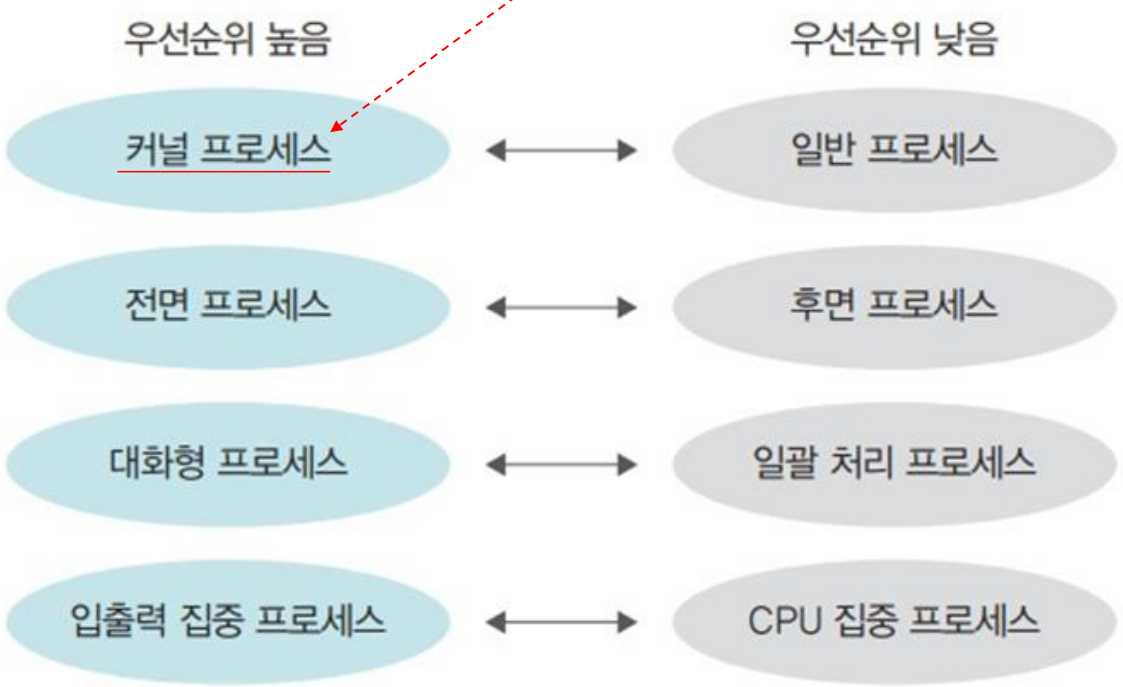 우선순위 높음 우선순위 낮음
커널 프로세스 일반 프로세스
전면 프로세스 후면 프로세스
대화형 프로세스 일괄 처리 프로세스
입출력 집중 프로세스 CPU 집중 프로세스